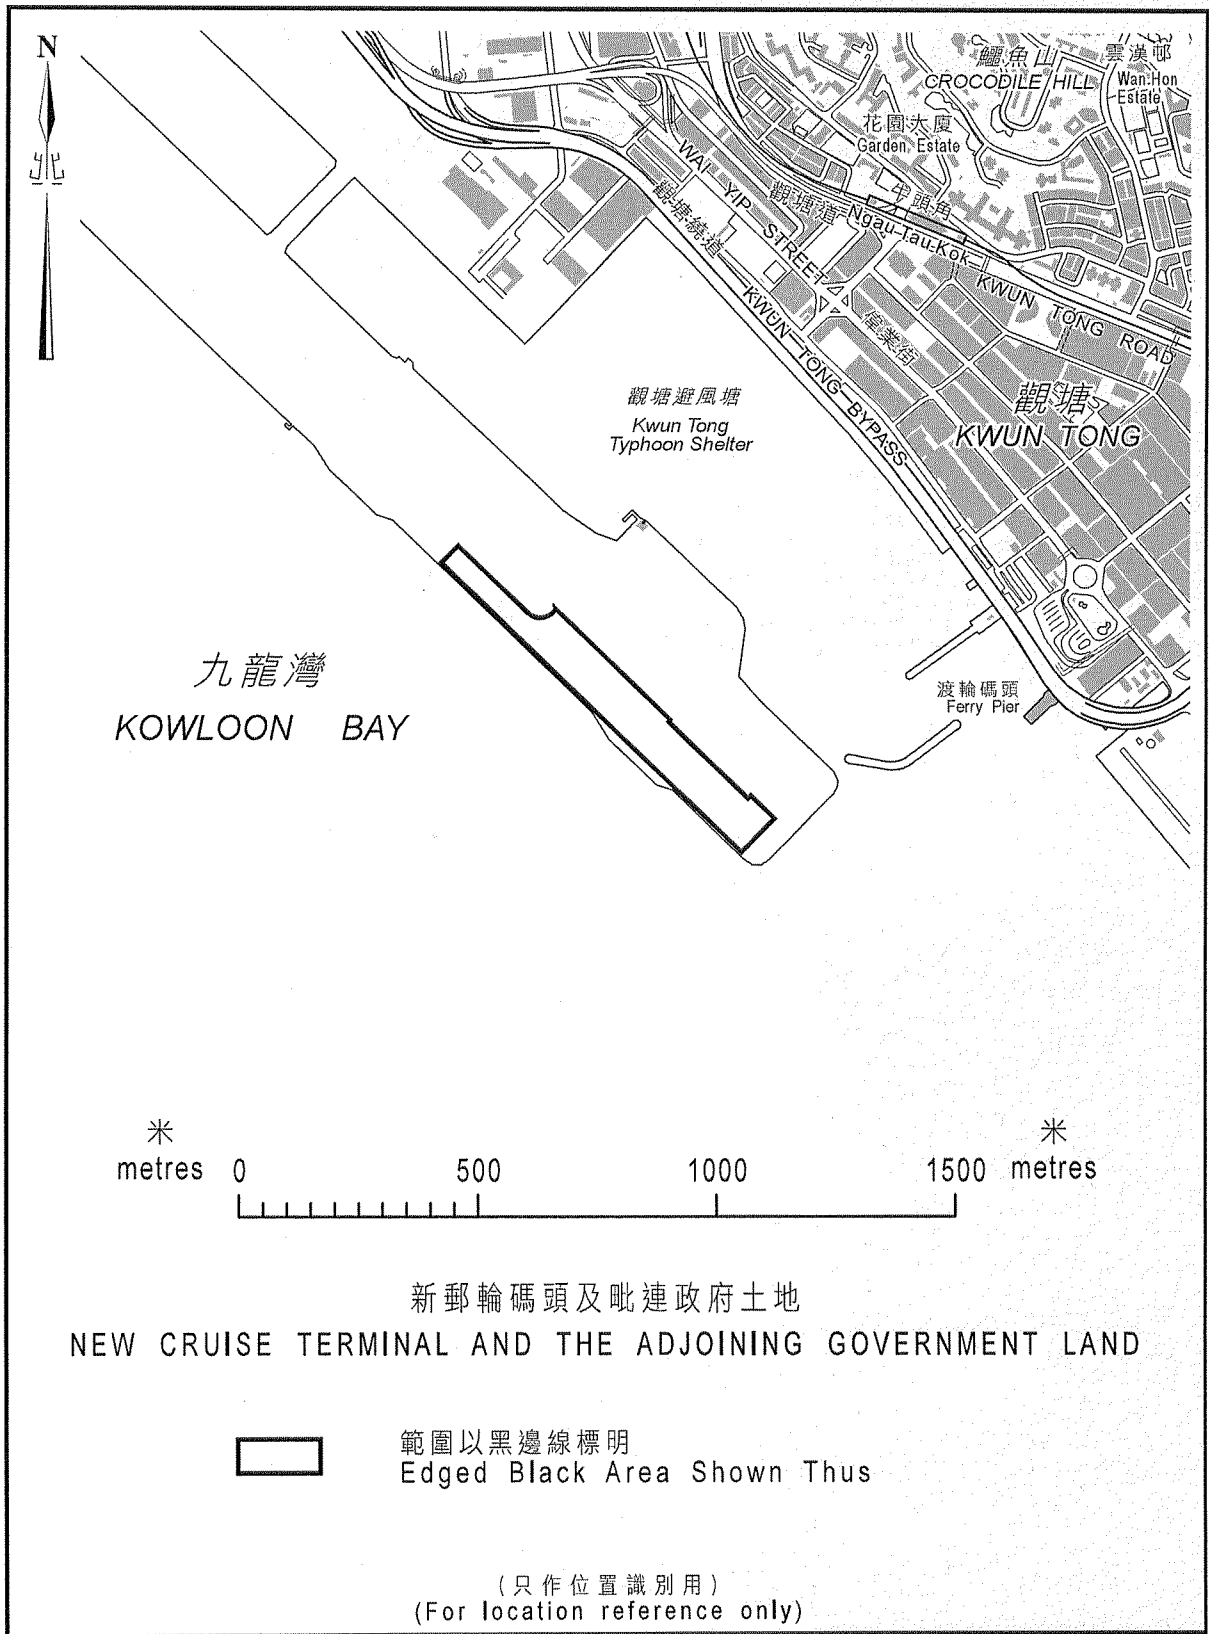 N
鱷魚山
CROCODILE HILL
雲漢邨
Wan Hon
Estate
花園大廈
Garden Estate
WAI YIP STREET
觀塘道
牛頭角
Ngau Tau Kok
觀塘繞道
KWUN TONG ROAD
KWUN TONG BYPASS
偉業街
觀塘避風塘
Kwun Tong
Typhoon Shelter
觀塘
KWUN TONG
九龍灣
KOWLOON BAY
渡輪碼頭
Ferry Pier
米
metres 0 500 1000 1500 metres
米
新郵輪碼頭及毗連政府土地
NEW CRUISE TERMINAL AND THE ADJOINING GOVERNMENT LAND
範圍以黑邊線標明
Edged Black Area Shown Thus
(只作位置識別用)
(For location reference only)